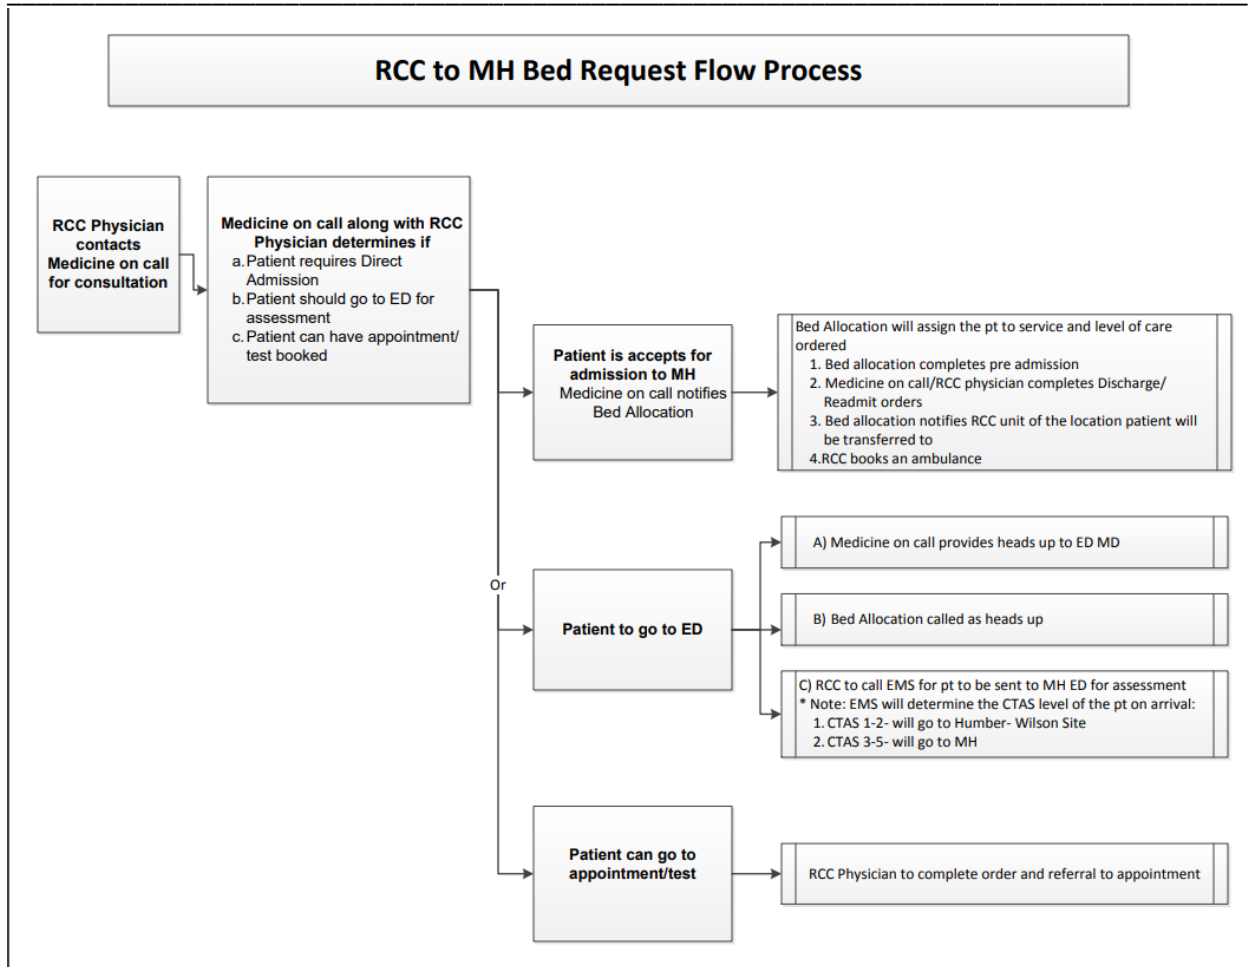 RCC to MH Bed Request Flow Process
RCC Physician
contacts
Medicine on call
for consultation
Medicine on call along with RCC
Physician determines if
a. Patient requires Direct
Admission
b. Patient should go to ED for
assessment
c. Patient can have appointment/
test booked
Patient is accepts for
admission to MH
Medicine on call notifies
Bed Allocation
Bed Allocation will assign the pt to service and level of care
ordered
1. Bed allocation completes pre admission
2. Medicine on call/RCC physician completes Discharge/
Readmit orders
3. Bed allocation notifies RCC unit of the location patient will
be transferred to
4.RCC books an ambulance
Or
Patient to go to ED
A) Medicine on call provides heads up to ED MD
B) Bed Allocation called as heads up
C) RCC to call EMS for pt to be sent to MH ED for assessment
* Note: EMS will determine the CTAS level of the pt on arrival:
1. CTAS 1-2- will go to Humber- Wilson Site
2. CTAS 3-5- will go to MH
Patient can go to
appointment/test
RCC Physician to complete order and referral to appointment